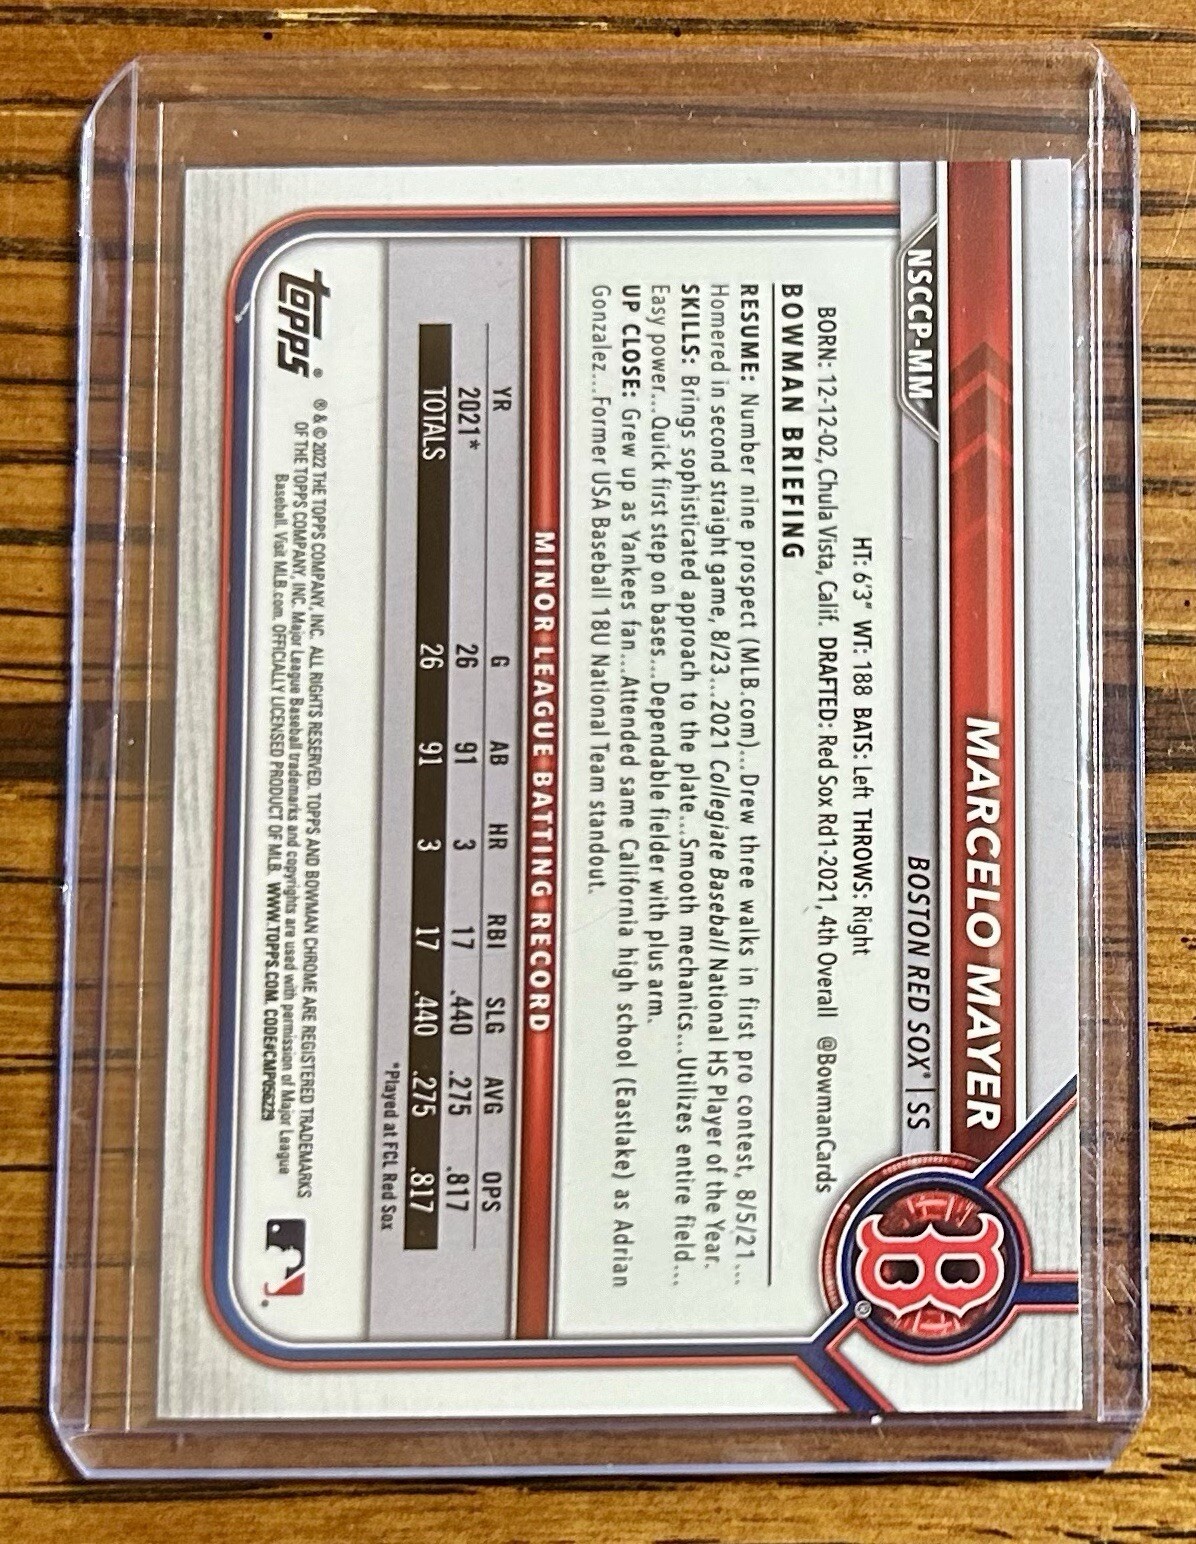 MARCELO MAYER
BOSTON RED SOX® | SS
NSCCP-MM
HT: 6'3" WT: 188 BATS: Left THROWS: Right
BORN: 12-12-02, Chula Vista, Calif. DRAFTED: Red Sox Rd1-2021, 4th Overall @BowmanCards
BOWMAN BRIEFING
RESUME: Number nine prospect (MLB.com)...Drew three walks in first pro contest, 8/5/21...
Homered in second straight game, 8/23...2021 Collegiate Baseball National HS Player of the Year.
SKILLS: Brings sophisticated approach to the plate...Smooth mechanics...Utilizes entire field...
Easy power...Quick first step on bases...Dependable fielder with plus arm.
UP CLOSE: Grew up as Yankees fan...Attended same California high school (Eastlake) as Adrian
Gonzalez...Former USA Baseball 18U National Team standout.
MINOR LEAGUE BATTING RECORD
YR G AB HR RBI SLG AVG OPS
2021* 26 91 3 17 .440 .275 .817
TOTALS 26 91 3 17 .440 .275 .817
*Played at FCL Red Sox
topps®
® & © 2022 THE TOPPS COMPANY, INC. ALL RIGHTS RESERVED. TOPPS AND BOWMAN CHROME ARE REGISTERED TRADEMARKS
OF THE TOPPS COMPANY, INC. Major League Baseball trademarks and copyrights are used with permission of Major League
Baseball. Visit MLB.com. OFFICIALLY LICENSED PRODUCT OF MLB. WWW.TOPPS.COM. CODE#CMP056229
B®